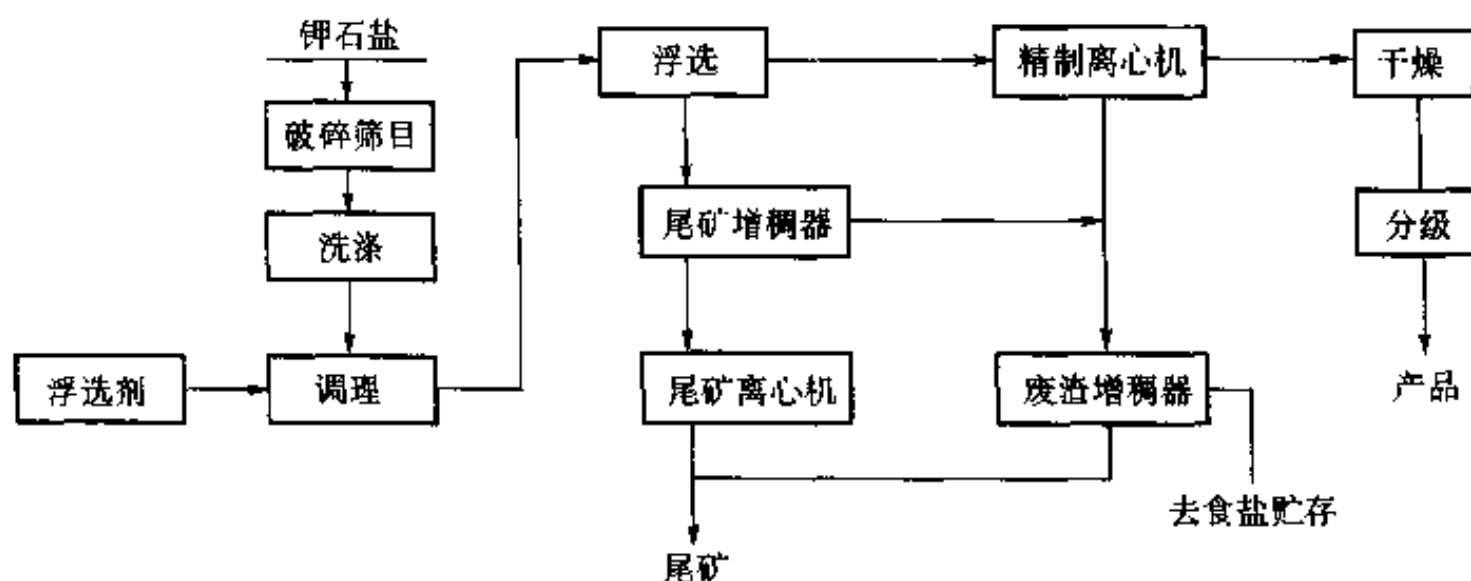 钾石盐
浮选
精制离心机
干燥
破碎筛目
尾矿增稠器
分级
洗涤
浮选剂
调理
尾矿离心机
废渣增稠器
产品
去食盐贮存
尾矿